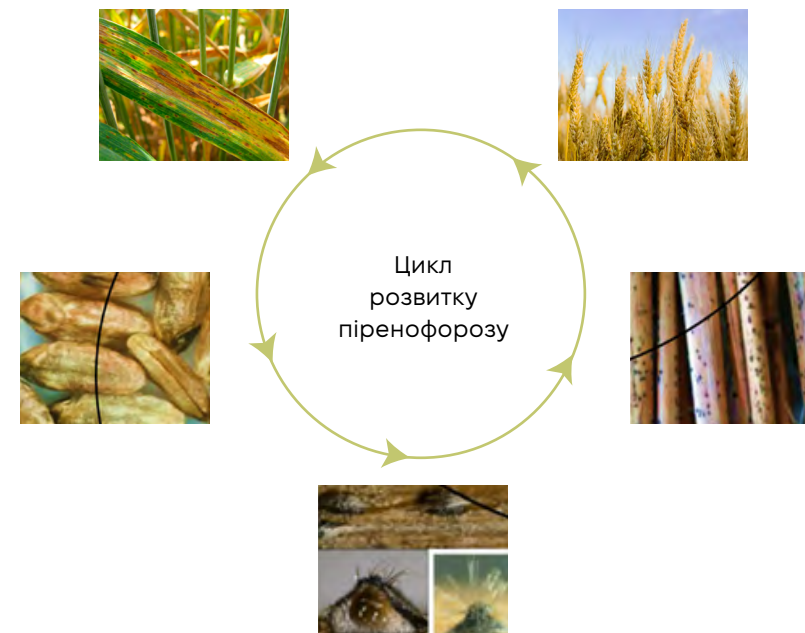 Цикл
розвитку
піренофорозу